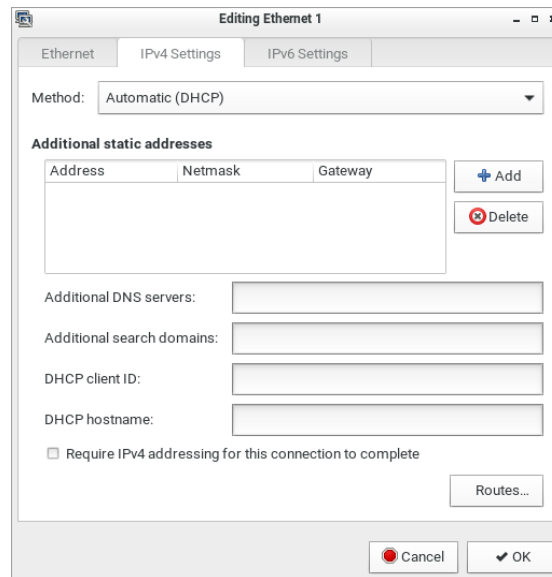 Editing Ethernet 1
Ethernet IPv4 Settings IPv6 Settings
Method: Automatic (DHCP)
Additional static addresses
Address Netmask Gateway
Add
Delete
Additional DNS servers:
Additional search domains:
DHCP client ID:
DHCP hostname:
Require IPv4 addressing for this connection to complete
Routes...
Cancel OK